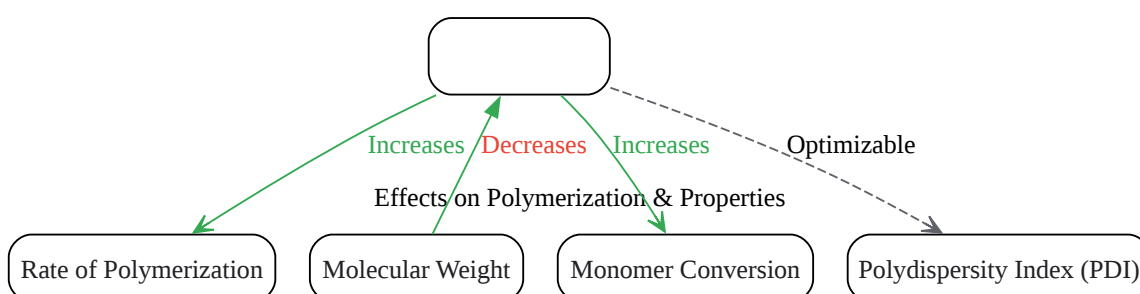 Increases
Decreases
Increases
Optimizable
Effects on Polymerization & Properties
Rate of Polymerization
Molecular Weight
Monomer Conversion
Polydispersity Index (PDI)